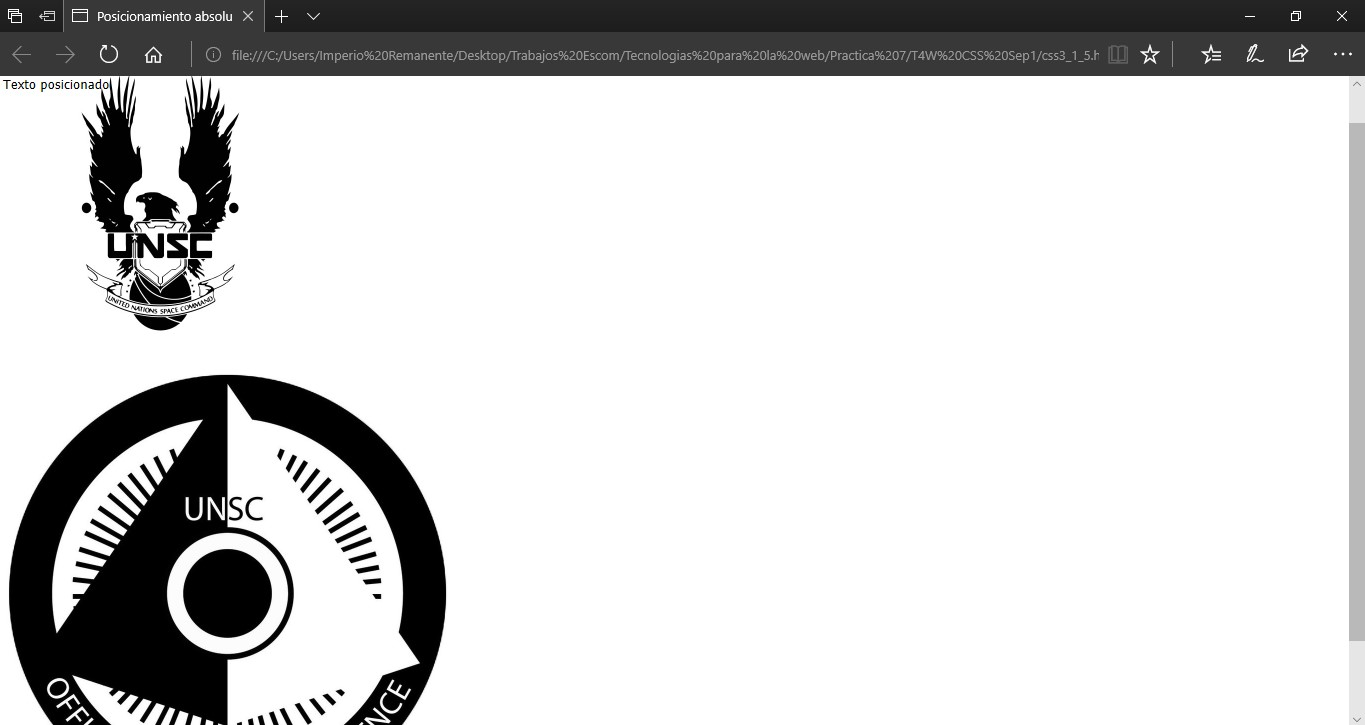 Posicionamiento absolu
file:///C:/Users/Imperio%20Remanente/Desktop/Trabajos%20Escom/Tecnologias%20para%20la%20web/Practica%207/T4W%20CSS%20Sep1/css3_1_5.h
Texto posicionado
UNSC
UNITED NATIONS SPACE COMMAND
UNSC